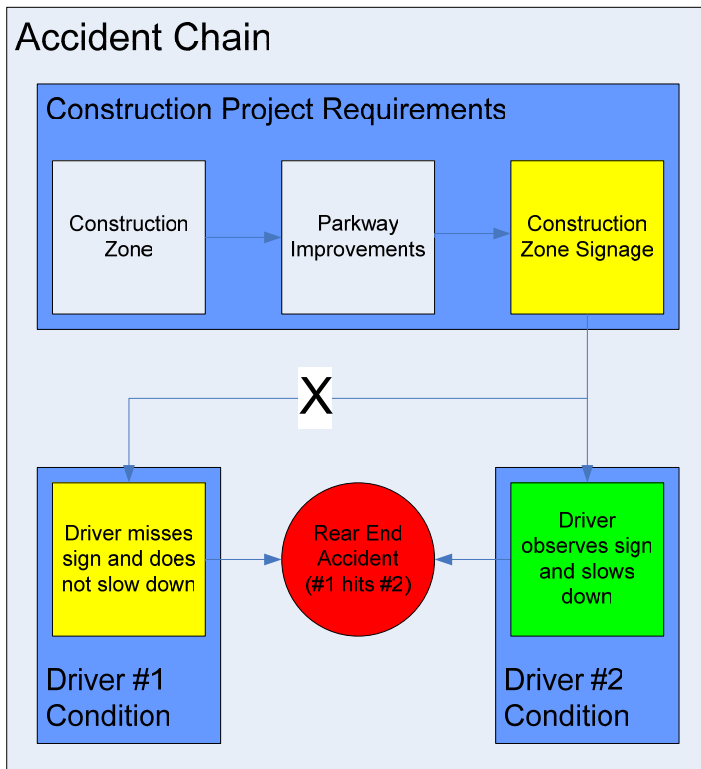 Accident Chain
Construction Project Requirements
Construction
Zone
Parkway
Improvements
Construction
Zone Signage
X
Driver misses
sign and does
not slow down
Rear End
Accident
(#1 hits #2)
Driver
observes sign
and slows
down
Driver #1
Condition
Driver #2
Condition